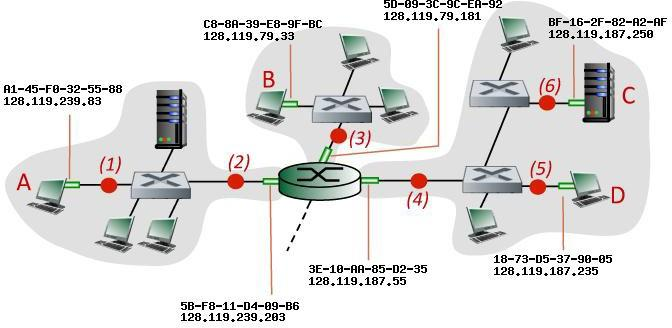 5D-09-3C-9C-EA-92
128.119.79.181
C8-8A-39-E8-9F-BC
128.119.79.33
BF-16-2F-82-A2-AF
128.119.187.250
A1-45-F0-32-55-88
128.119.239.83
B
C
(6)
(3)
(1)
(2)
A
(4)
(5)
D
18-73-D5-37-90-05
128.119.187.235
3E-10-AA-85-D2-35
128.119.187.55
5B-F8-11-D4-09-B6
128.119.239.203